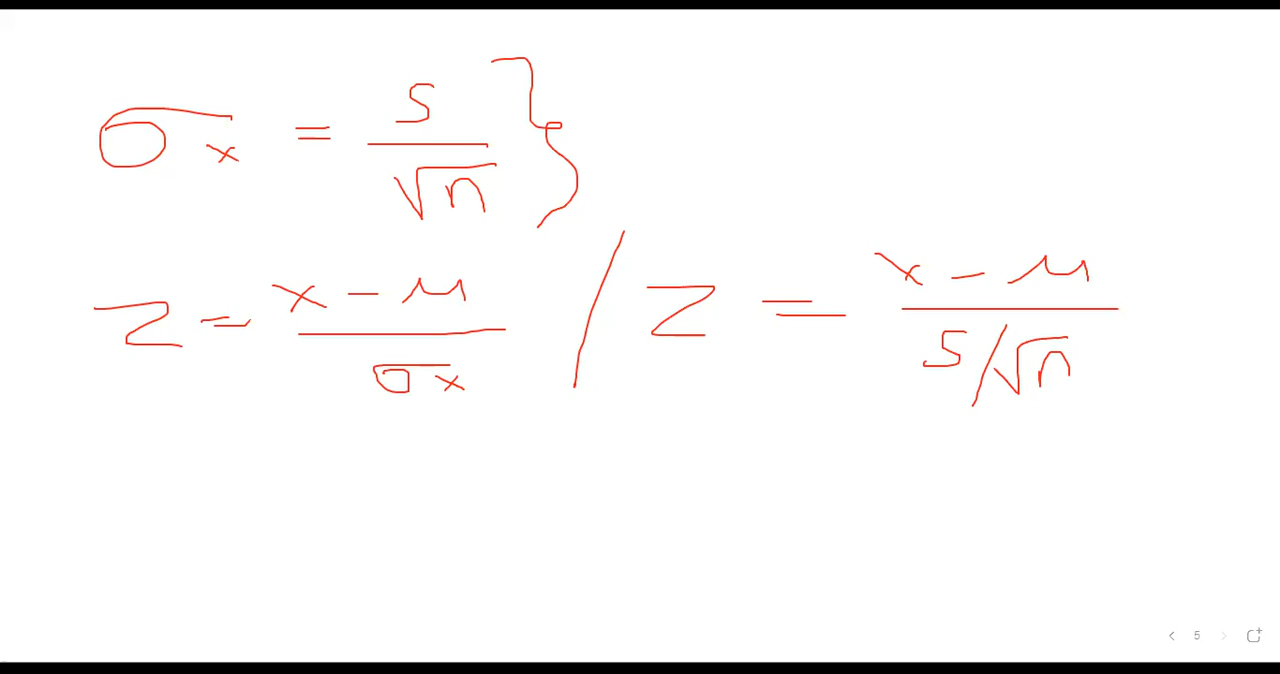 σx = s/√n }
z = (x - μ)/σx / z = (x - μ)/(s/√n)
5